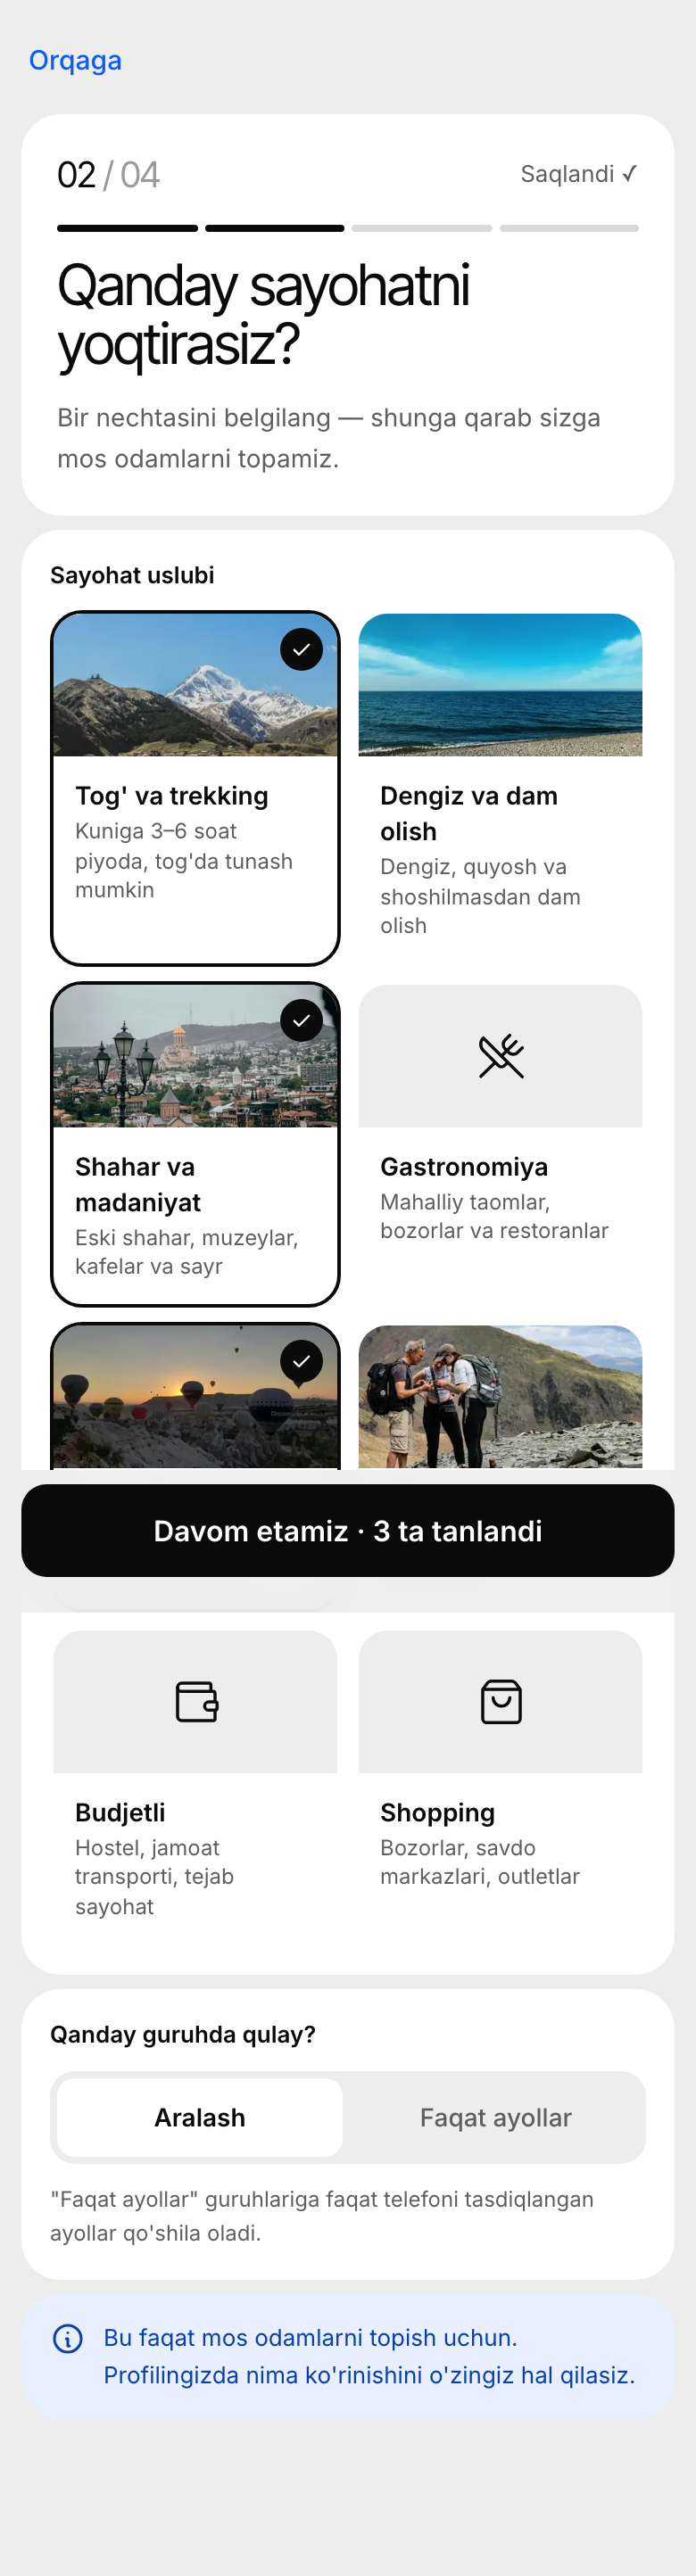 Orqaga
02 / 04
Saqlandi ✓
Qanday sayohatni
yoqtirasiz?
Bir nechtasini belgilang — shunga qarab sizga
mos odamlarni topamiz.
Sayohat uslubi
Tog' va trekking
Kuniga 3–6 soat
piyoda, tog'da tunash
mumkin
Dengiz va dam
olish
Dengiz, quyosh va
shoshilmasdan dam
olish
Shahar va
madaniyat
Eski shahar, muzeylar,
kafelar va sayr
Gastronomiya
Mahalliy taomlar,
bozorlar va restoranlar
Davom etamiz · 3 ta tanlandi
Budjetli
Hostel, jamoat
transporti, tejab
sayohat
Shopping
Bozorlar, savdo
markazlari, outletlar
Qanday guruhda qulay?
Aralash
Faqat ayollar
"Faqat ayollar" guruhlariga faqat telefoni tasdiqlangan
ayollar qo'shila oladi.
Bu faqat mos odamlarni topish uchun.
Profilingizda nima ko'rinishini o'zingiz hal qilasiz.